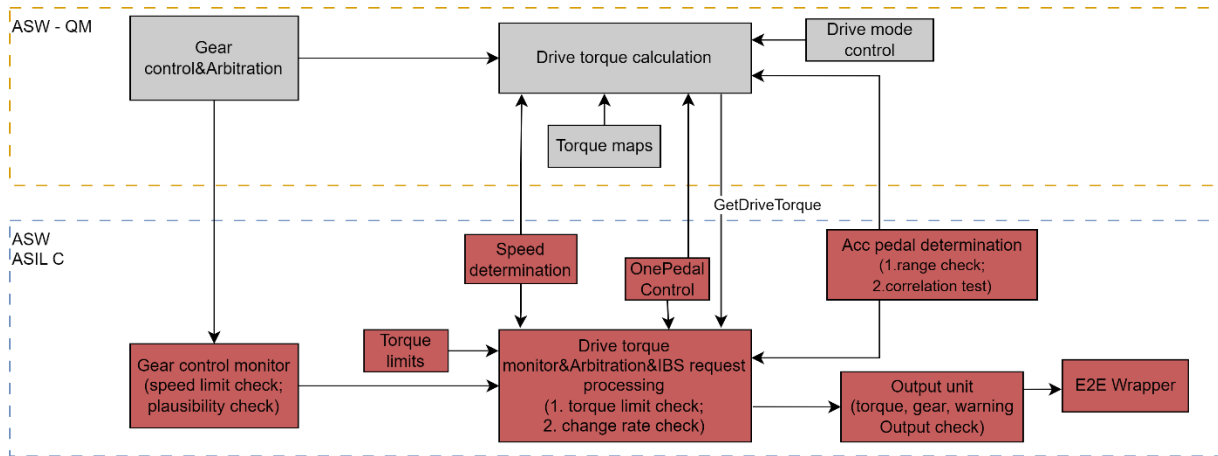 ASW - QM
Gear
control&Arbitration
Drive torque calculation
Drive mode
control
Torque maps
GetDriveTorque
ASW
ASIL C
Speed
determination
OnePedal
Control
Acc pedal determination
(1.range check;
2.correlation test)
Torque
limits
Gear control monitor
(speed limit check;
plausibility check)
Drive torque
monitor&Arbitration&IBS request
processing
(1. torque limit check;
2. change rate check)
Output unit
(torque, gear, warning
Output check)
E2E Wrapper